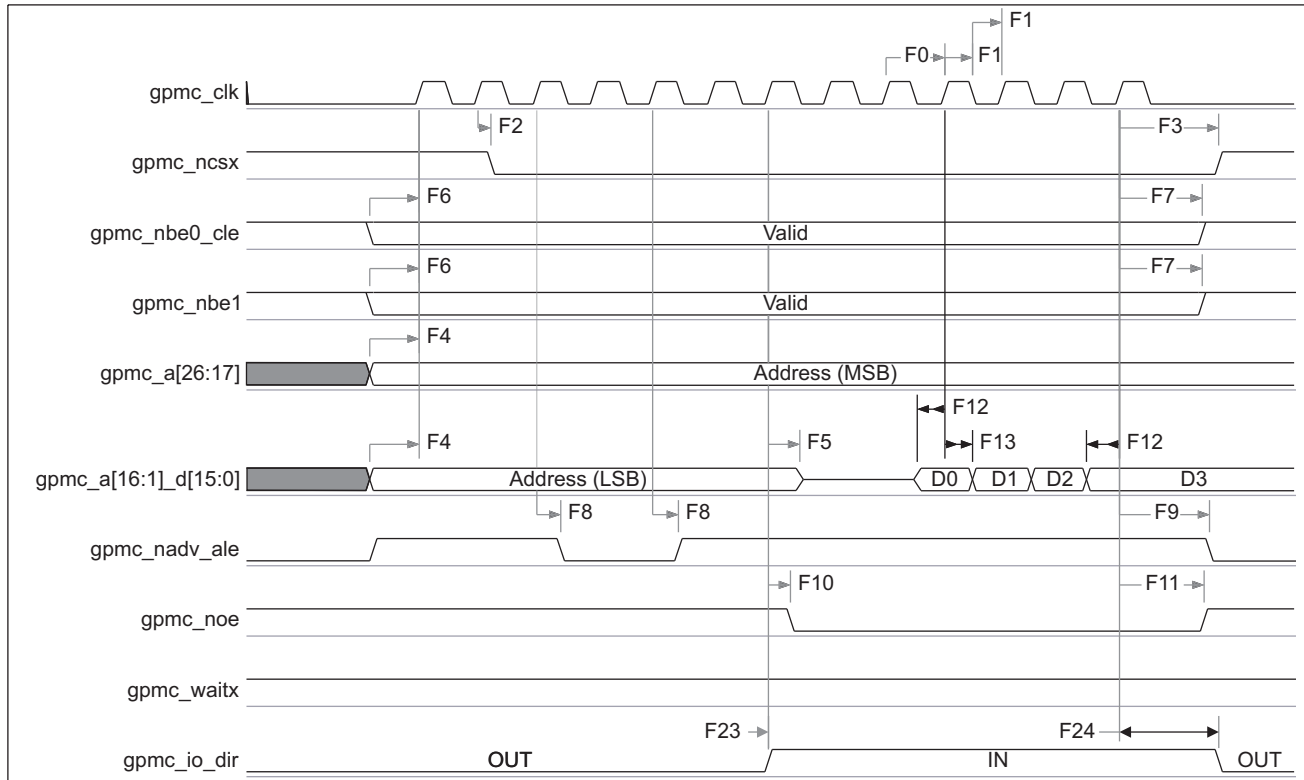 F1
F0 F1
gpmc_clk
F2 F3
gpmc_ncsx
F6 F7
gpmc_nbe0_cle Valid
F6 F7
gpmc_nbe1 Valid
F4
gpmc_a[26:17] Address (MSB)
F12
F4 F5 F13 F12
gpmc_a[16:1]_d[15:0] Address (LSB) D0 D1 D2 D3
F8 F8 F9
gpmc_nadv_ale
F10 F11
gpmc_noe
gpmc_waitx
F23 F24
gpmc_io_dir OUT IN OUT